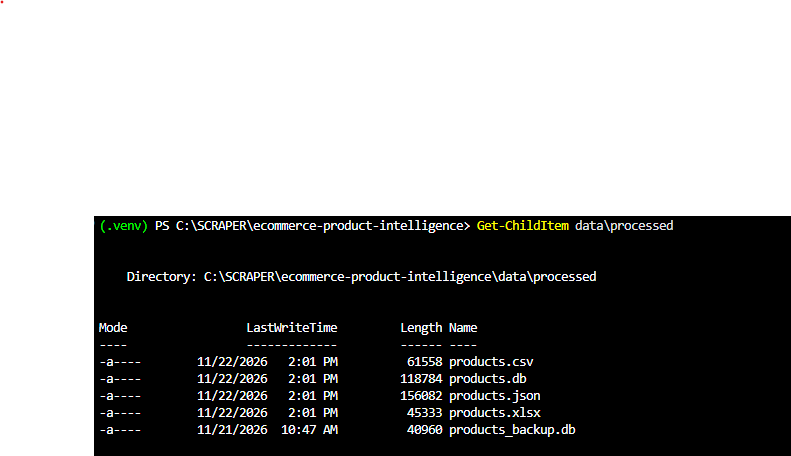 (.venv) PS C:\SCRAPER\ecommerce-product-intelligence> Get-ChildItem data\processed
Directory: C:\SCRAPER\ecommerce-product-intelligence\data\processed
Mode                 LastWriteTime         Length Name
----                 -------------         ------ ----
-a----        11/22/2026   2:01 PM          61558 products.csv
-a----        11/22/2026   2:01 PM         118784 products.db
-a----        11/22/2026   2:01 PM         156082 products.json
-a----        11/22/2026   2:01 PM          45333 products.xlsx
-a----        11/21/2026  10:47 AM          40960 products_backup.db